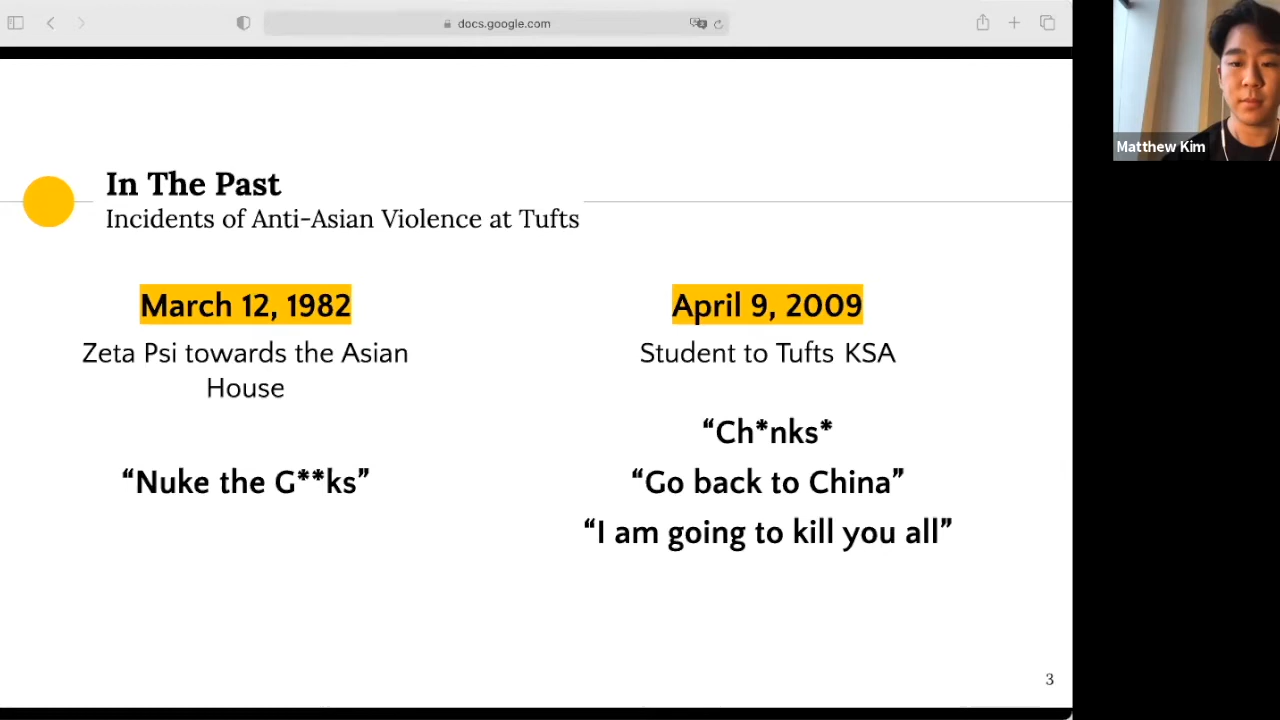 docs.google.com
Matthew Kim
In The Past
Incidents of Anti-Asian Violence at Tufts
March 12, 1982
Zeta Psi towards the Asian
House
“Nuke the G**ks”
April 9, 2009
Student to Tufts KSA
“Ch*nks*
“Go back to China”
“I am going to kill you all”
3